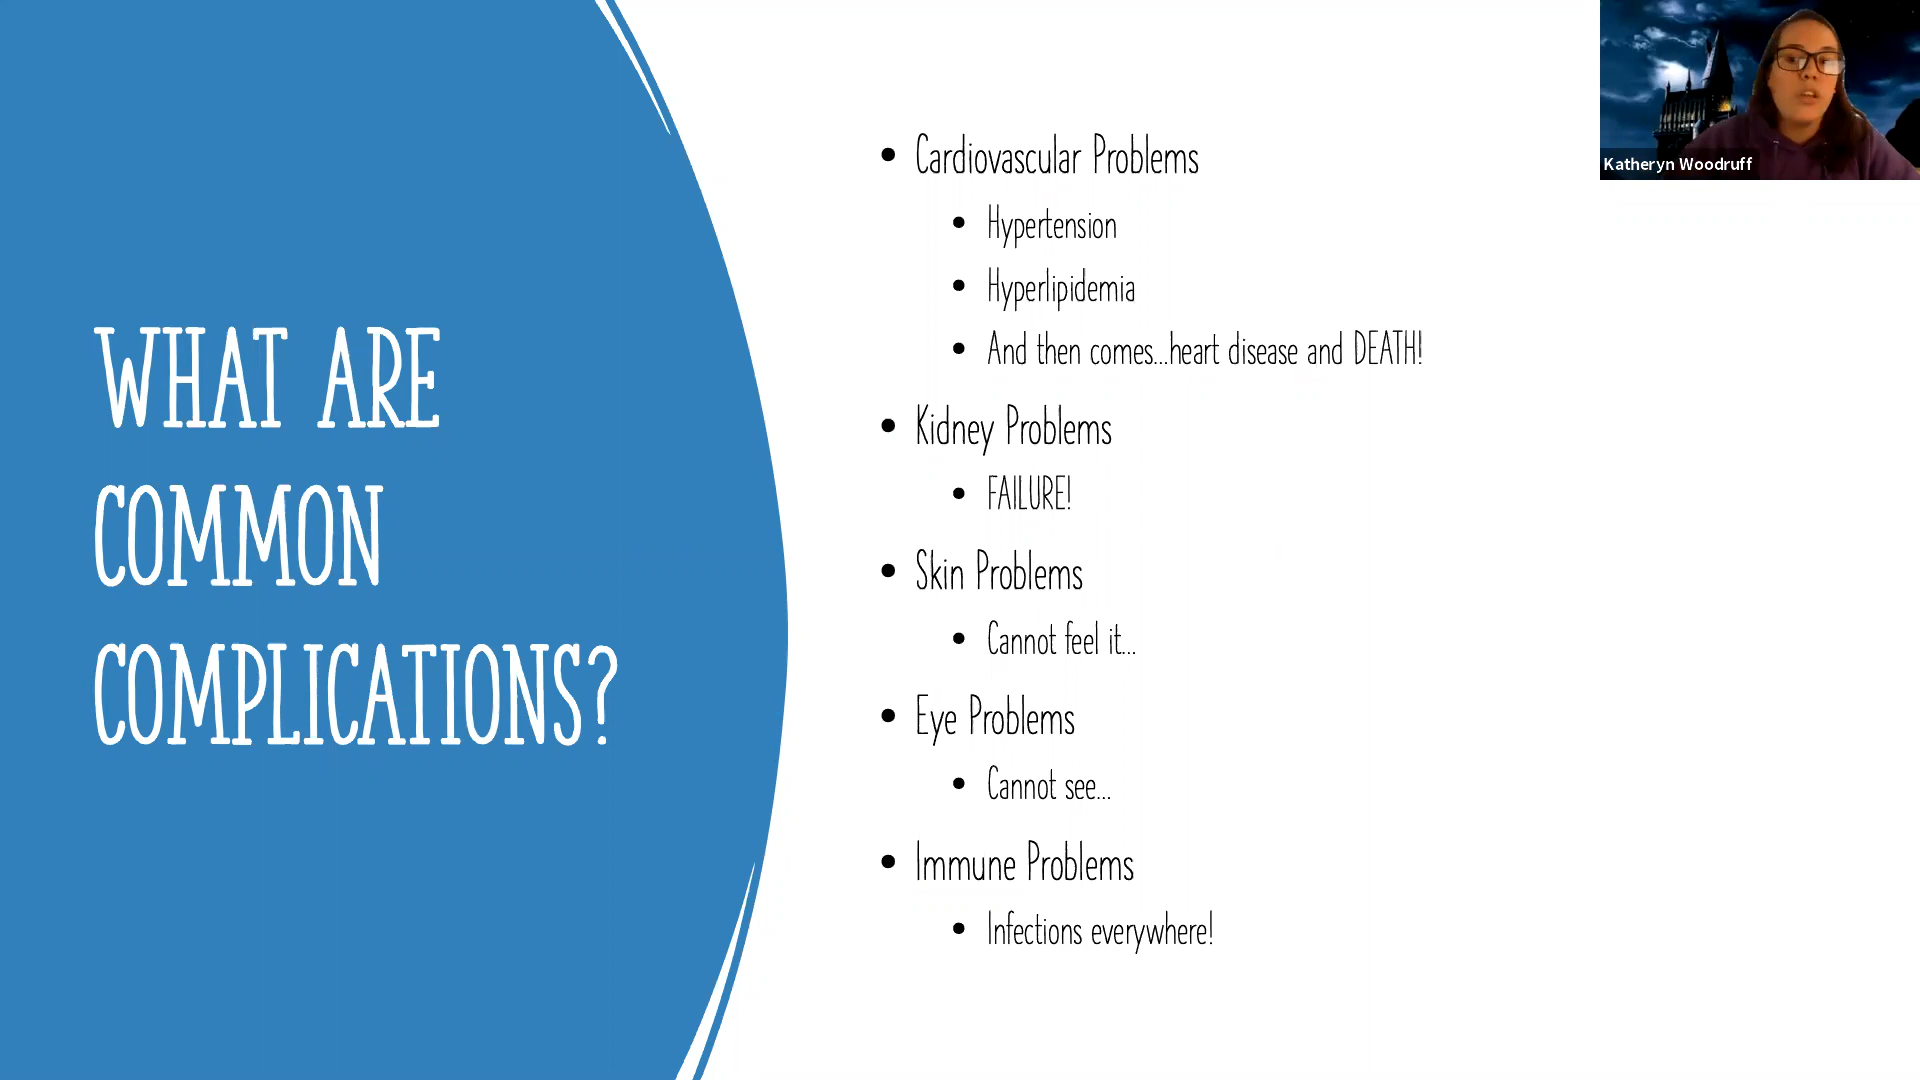 WHAT ARE
COMMON
COMPLICATIONS?
• Cardiovascular Problems
• Hypertension
• Hyperlipidemia
• And then comes...heart disease and DEATH!
• Kidney Problems
• FAILURE!
• Skin Problems
• Cannot feel it...
• Eye Problems
• Cannot see...
• Immune Problems
• Infections everywhere!
Katheryn Woodruff